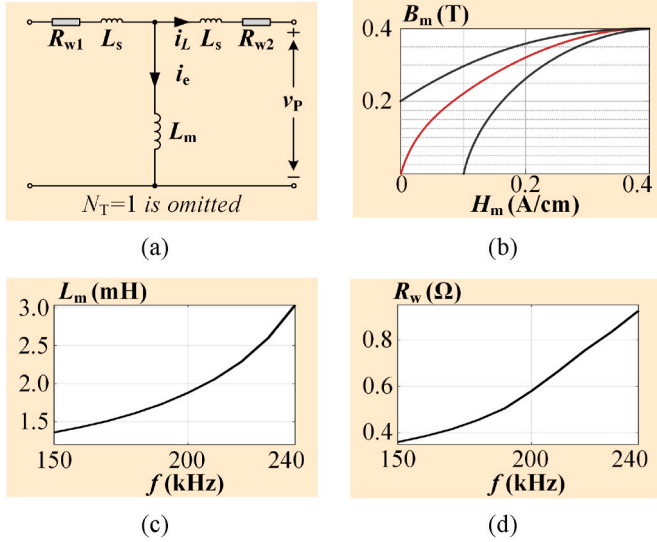 R_w1 L_s i_L L_s R_w2
+
i_e
v_P
L_m
−
N_T=1 is omitted
(a)
B_m (T)
0.4
0.2
0 0.2 0.4
H_m (A/cm)
(b)
L_m (mH)
3.0
2.5
2.0
1.5
150 200 240
f (kHz)
(c)
R_w (Ω)
0.8
0.6
0.4
150 200 240
f (kHz)
(d)